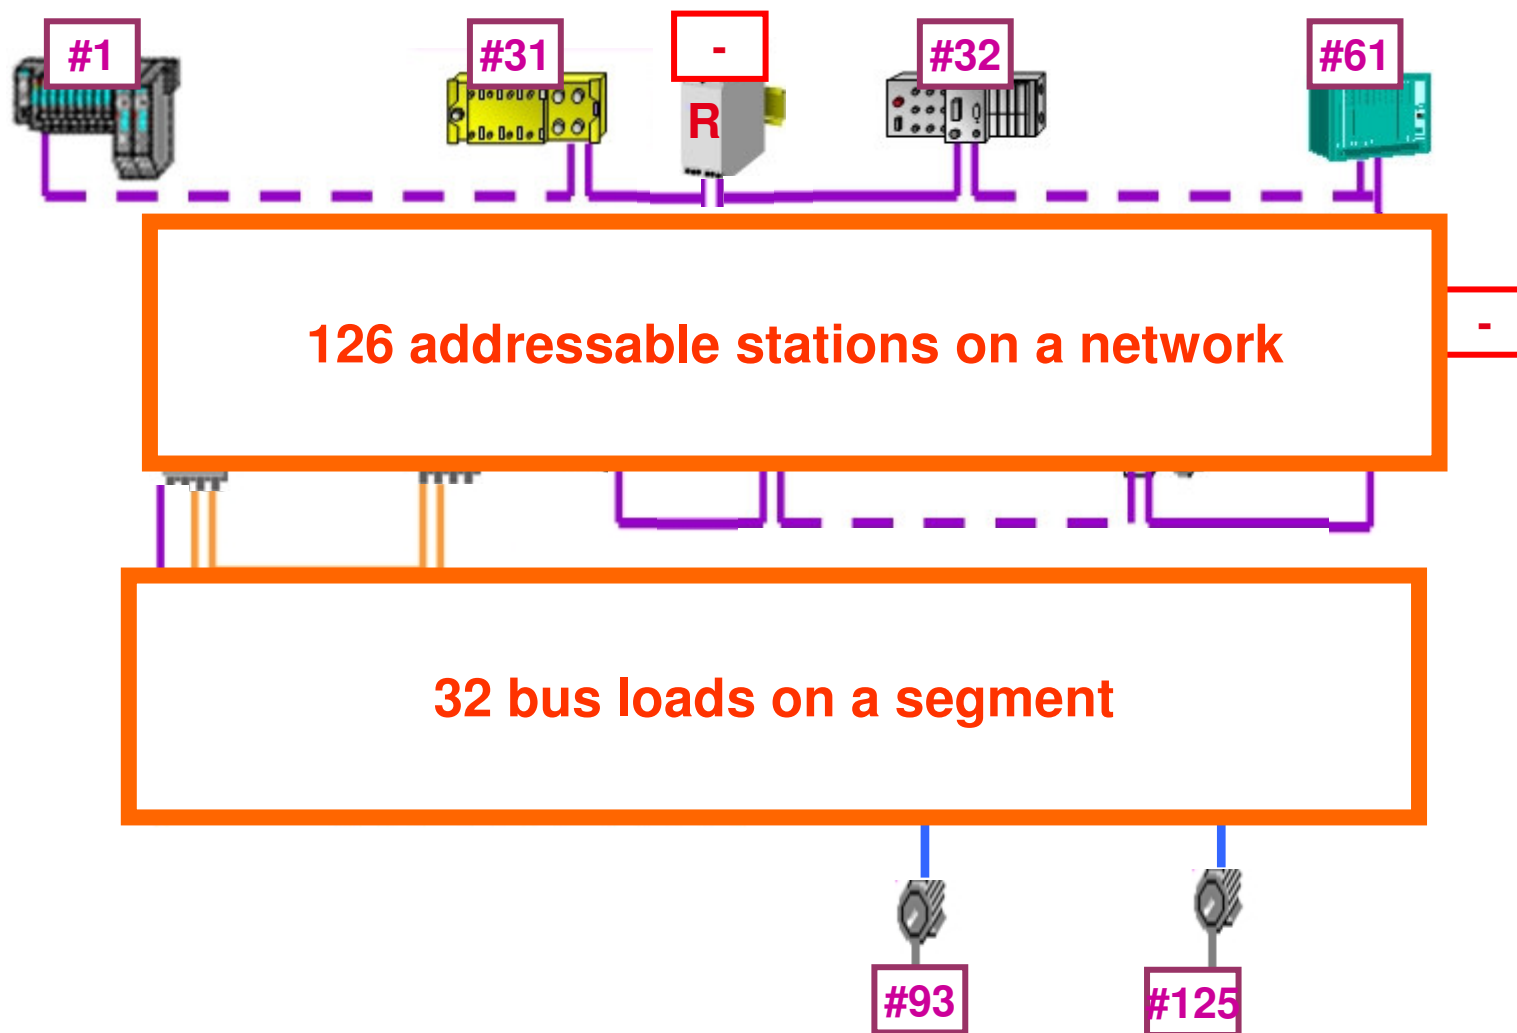 #1
#31
-
#32
#61
R
126 addressable stations on a network
-
32 bus loads on a segment
#93
#125